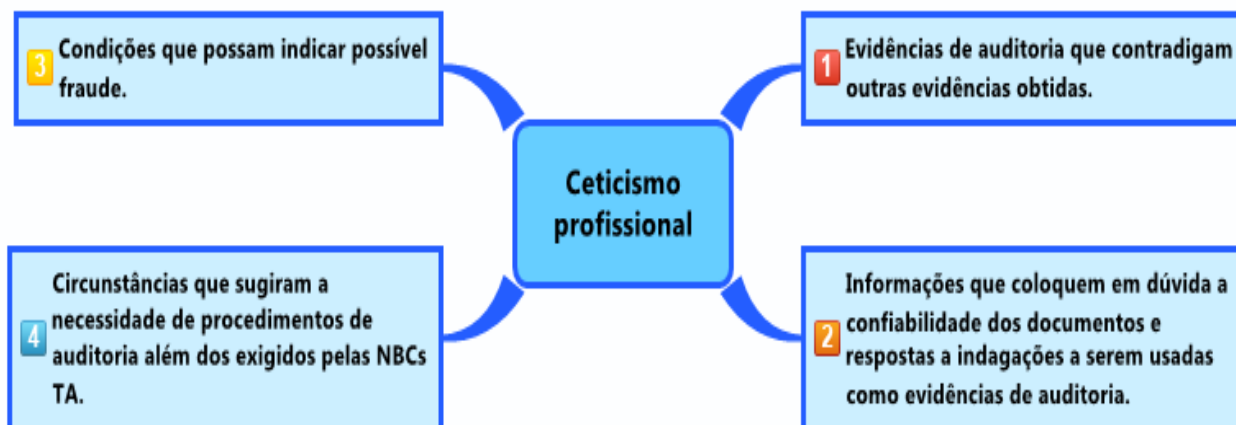 Ceticismo
profissional
1
Evidências de auditoria que contradigam
outras evidências obtidas.
2
Informações que coloquem em dúvida a
confiabilidade dos documentos e
respostas a indagações a serem usadas
como evidências de auditoria.
3
Condições que possam indicar possível
fraude.
4
Circunstâncias que sugiram a
necessidade de procedimentos de
auditoria além dos exigidos pelas NBCs
TA.